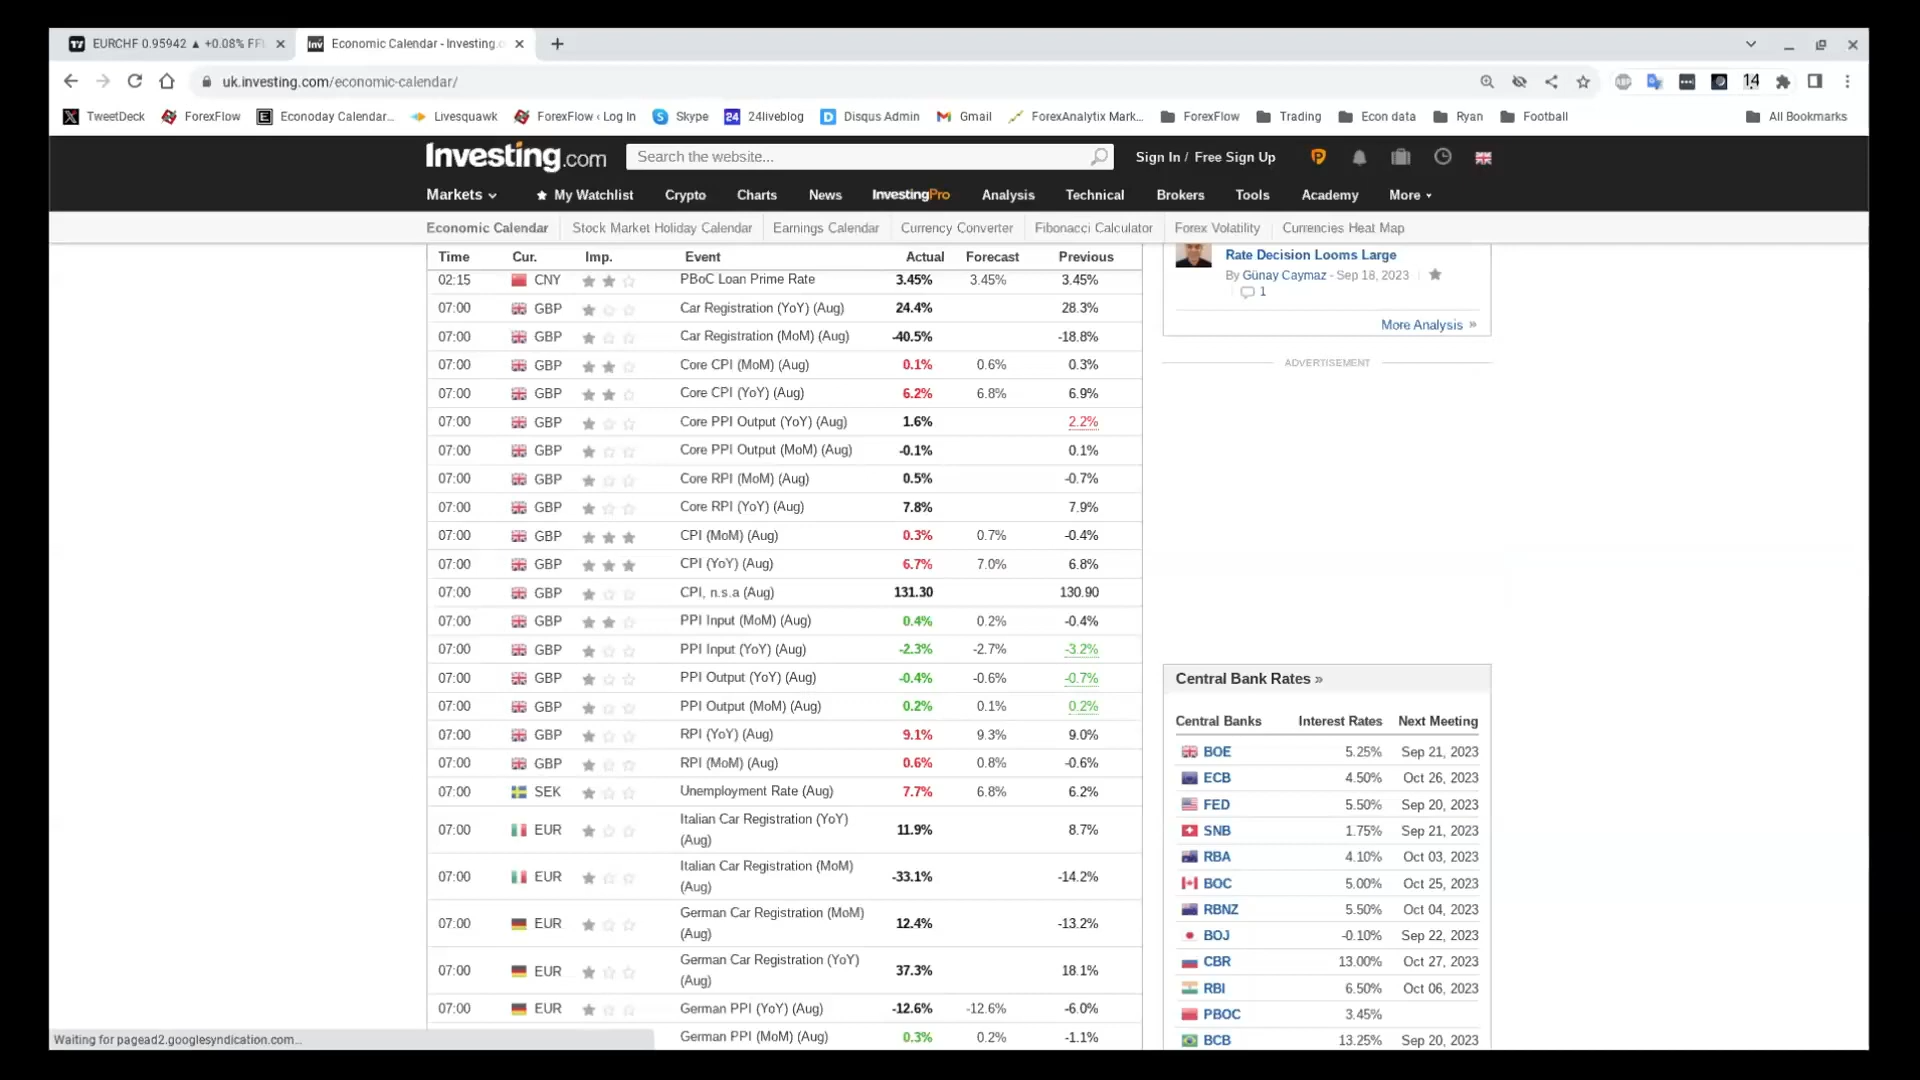 EURCHF 0.95942 ▲ +0.08% FF
Economic Calendar - Investing.c
uk.investing.com/economic-calendar/
14
TweetDeck ForexFlow Econoday Calendar... Livesquawk ForexFlow ‹ Log In Skype 24liveblog Disqus Admin Gmail ForexAnalytix Mark... ForexFlow Trading Econ data Ryan Football All Bookmarks
Investing.com Search the website... Sign In / Free Sign Up
Markets My Watchlist Crypto Charts News InvestingPro Analysis Technical Brokers Tools Academy More
Economic Calendar Stock Market Holiday Calendar Earnings Calendar Currency Converter Fibonacci Calculator Forex Volatility Currencies Heat Map
Time Cur. Imp. Event Actual Forecast Previous
02:15 CNY PBoC Loan Prime Rate 3.45% 3.45% 3.45%
07:00 GBP Car Registration (YoY) (Aug) 24.4% 28.3%
07:00 GBP Car Registration (MoM) (Aug) -40.5% -18.8%
07:00 GBP Core CPI (MoM) (Aug) 0.1% 0.6% 0.3%
07:00 GBP Core CPI (YoY) (Aug) 6.2% 6.8% 6.9%
07:00 GBP Core PPI Output (YoY) (Aug) 1.6% 2.2%
07:00 GBP Core PPI Output (MoM) (Aug) -0.1% 0.1%
07:00 GBP Core RPI (MoM) (Aug) 0.5% -0.7%
07:00 GBP Core RPI (YoY) (Aug) 7.8% 7.9%
07:00 GBP CPI (MoM) (Aug) 0.3% 0.7% -0.4%
07:00 GBP CPI (YoY) (Aug) 6.7% 7.0% 6.8%
07:00 GBP CPI, n.s.a (Aug) 131.30 130.90
07:00 GBP PPI Input (MoM) (Aug) 0.4% 0.2% -0.4%
07:00 GBP PPI Input (YoY) (Aug) -2.3% -2.7% -3.2%
07:00 GBP PPI Output (YoY) (Aug) -0.4% -0.6% -0.7%
07:00 GBP PPI Output (MoM) (Aug) 0.2% 0.1% 0.2%
07:00 GBP RPI (YoY) (Aug) 9.1% 9.3% 9.0%
07:00 GBP RPI (MoM) (Aug) 0.6% 0.8% -0.6%
07:00 SEK Unemployment Rate (Aug) 7.7% 6.8% 6.2%
07:00 EUR Italian Car Registration (YoY) (Aug) 11.9% 8.7%
07:00 EUR Italian Car Registration (MoM) (Aug) -33.1% -14.2%
07:00 EUR German Car Registration (MoM) (Aug) 12.4% -13.2%
07:00 EUR German Car Registration (YoY) (Aug) 37.3% 18.1%
07:00 EUR German PPI (YoY) (Aug) -12.6% -12.6% -6.0%
German PPI (MoM) (Aug) 0.3% 0.2% -1.1%
Rate Decision Looms Large
By Günay Caymaz - Sep 18, 2023
1
More Analysis »
ADVERTISEMENT
Central Bank Rates »
Central Banks Interest Rates Next Meeting
BOE 5.25% Sep 21, 2023
ECB 4.50% Oct 26, 2023
FED 5.50% Sep 20, 2023
SNB 1.75% Sep 21, 2023
RBA 4.10% Oct 03, 2023
BOC 5.00% Oct 25, 2023
RBNZ 5.50% Oct 04, 2023
BOJ -0.10% Sep 22, 2023
CBR 13.00% Oct 27, 2023
RBI 6.50% Oct 06, 2023
PBOC 3.45%
BCB 13.25% Sep 20, 2023
Waiting for pagead2.googlesyndication.com...